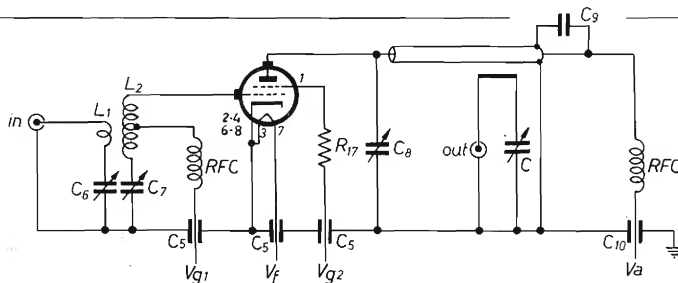 C9
L2
1
L1
in
2·4
6-8
3
7
R17
C8
out
C
RFC
RFC
C6
C7
C5
C5
C5
C10
Vg1
Vf
Vg2
Va